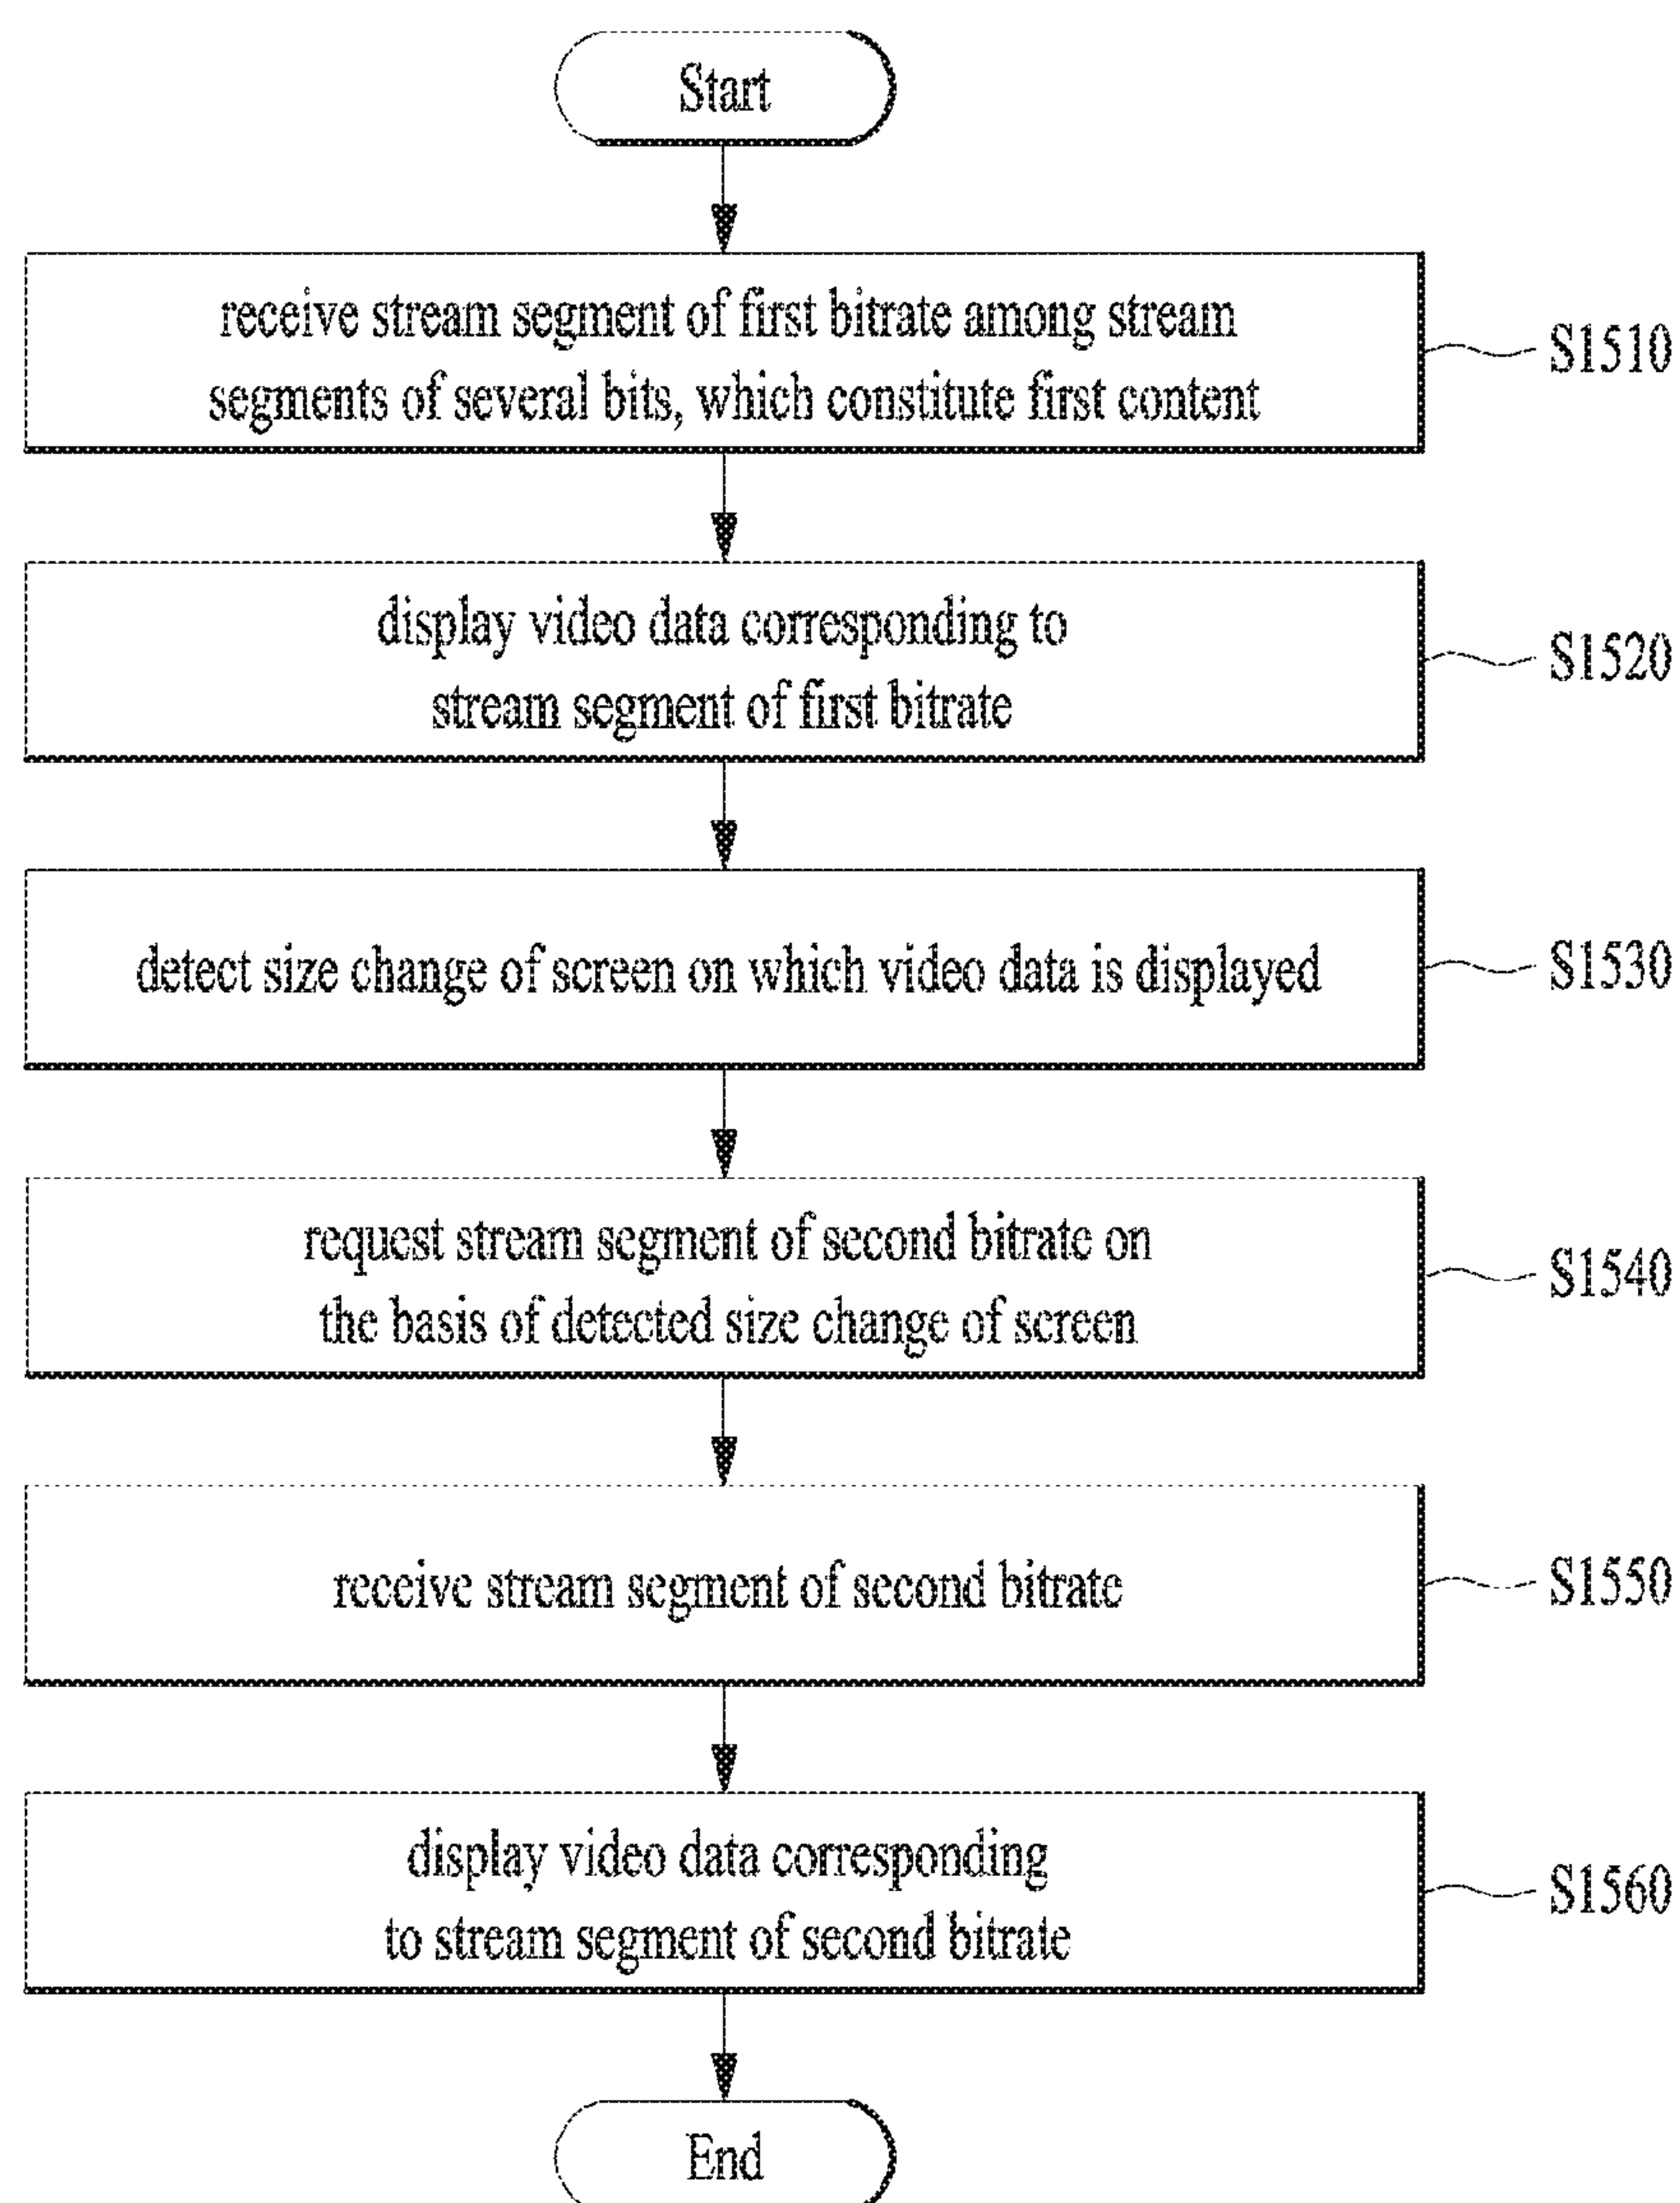 Start
receive stream segment of first bitrate among stream
segments of several bits, which constitute first content
S1510
display video data corresponding to
stream segment of first bitrate
S1520
detect size change of screen on which video data is displayed
S1530
request stream segment of second bitrate on
the basis of detected size change of screen
S1540
receive stream segment of second bitrate
S1550
display video data corresponding
to stream segment of second bitrate
S1560
End